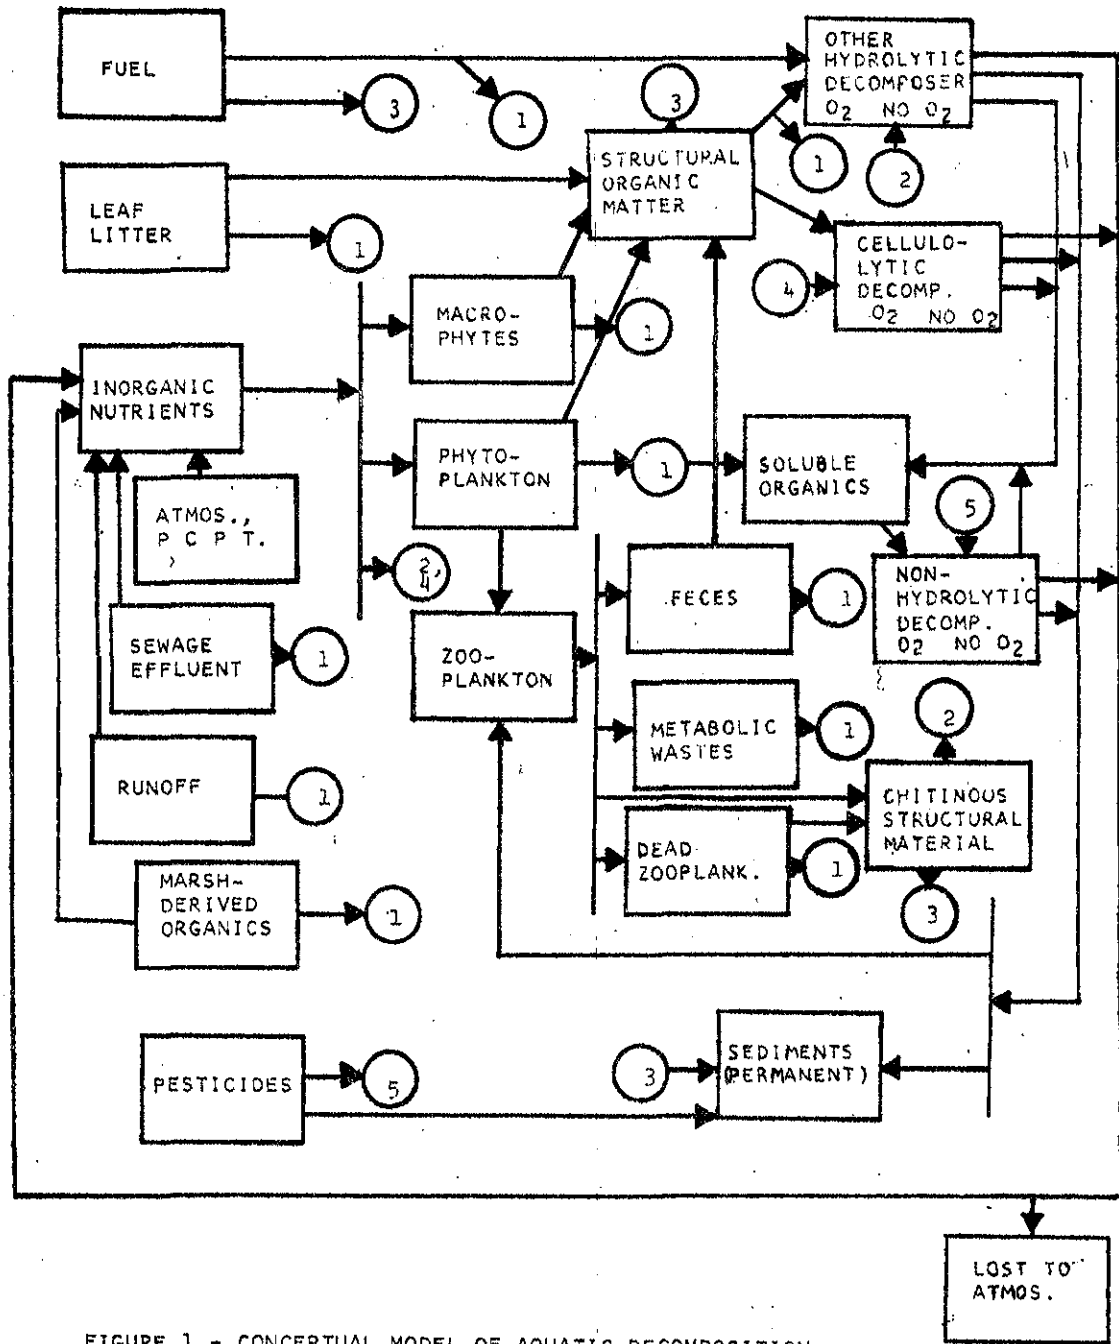 FUEL
3
1
OTHER
HYDROLYTIC
DECOMPOSER
O2 NO O2
3
1
2
STRUCTURAL
ORGANIC
MATTER
LEAF
LITTER
1
CELLULO-
LYTIC
DECOMP.
O2 NO O2
4
MACRO-
PHYTES
1
INORGANIC
NUTRIENTS
PHYTO-
PLANKTON
1
SOLUBLE
ORGANICS
5
ATMOS.,
P C P T.
2,
4
FECES
1
NON-
HYDROLYTIC
DECOMP.
O2 NO O2
SEWAGE
EFFLUENT
1
ZOO-
PLANKTON
METABOLIC
WASTES
1
2
RUNOFF
1
CHITINOUS
STRUCTURAL
MATERIAL
DEAD
ZOOPLANK.
1
3
MARSH-
DERIVED
ORGANICS
1
PESTICIDES
5
3
SEDIMENTS
(PERMANENT)
LOST TO
ATMOS.
FIGURE 1 - CONCEPTUAL MODEL OF AQUATIC DECOMPOSITION